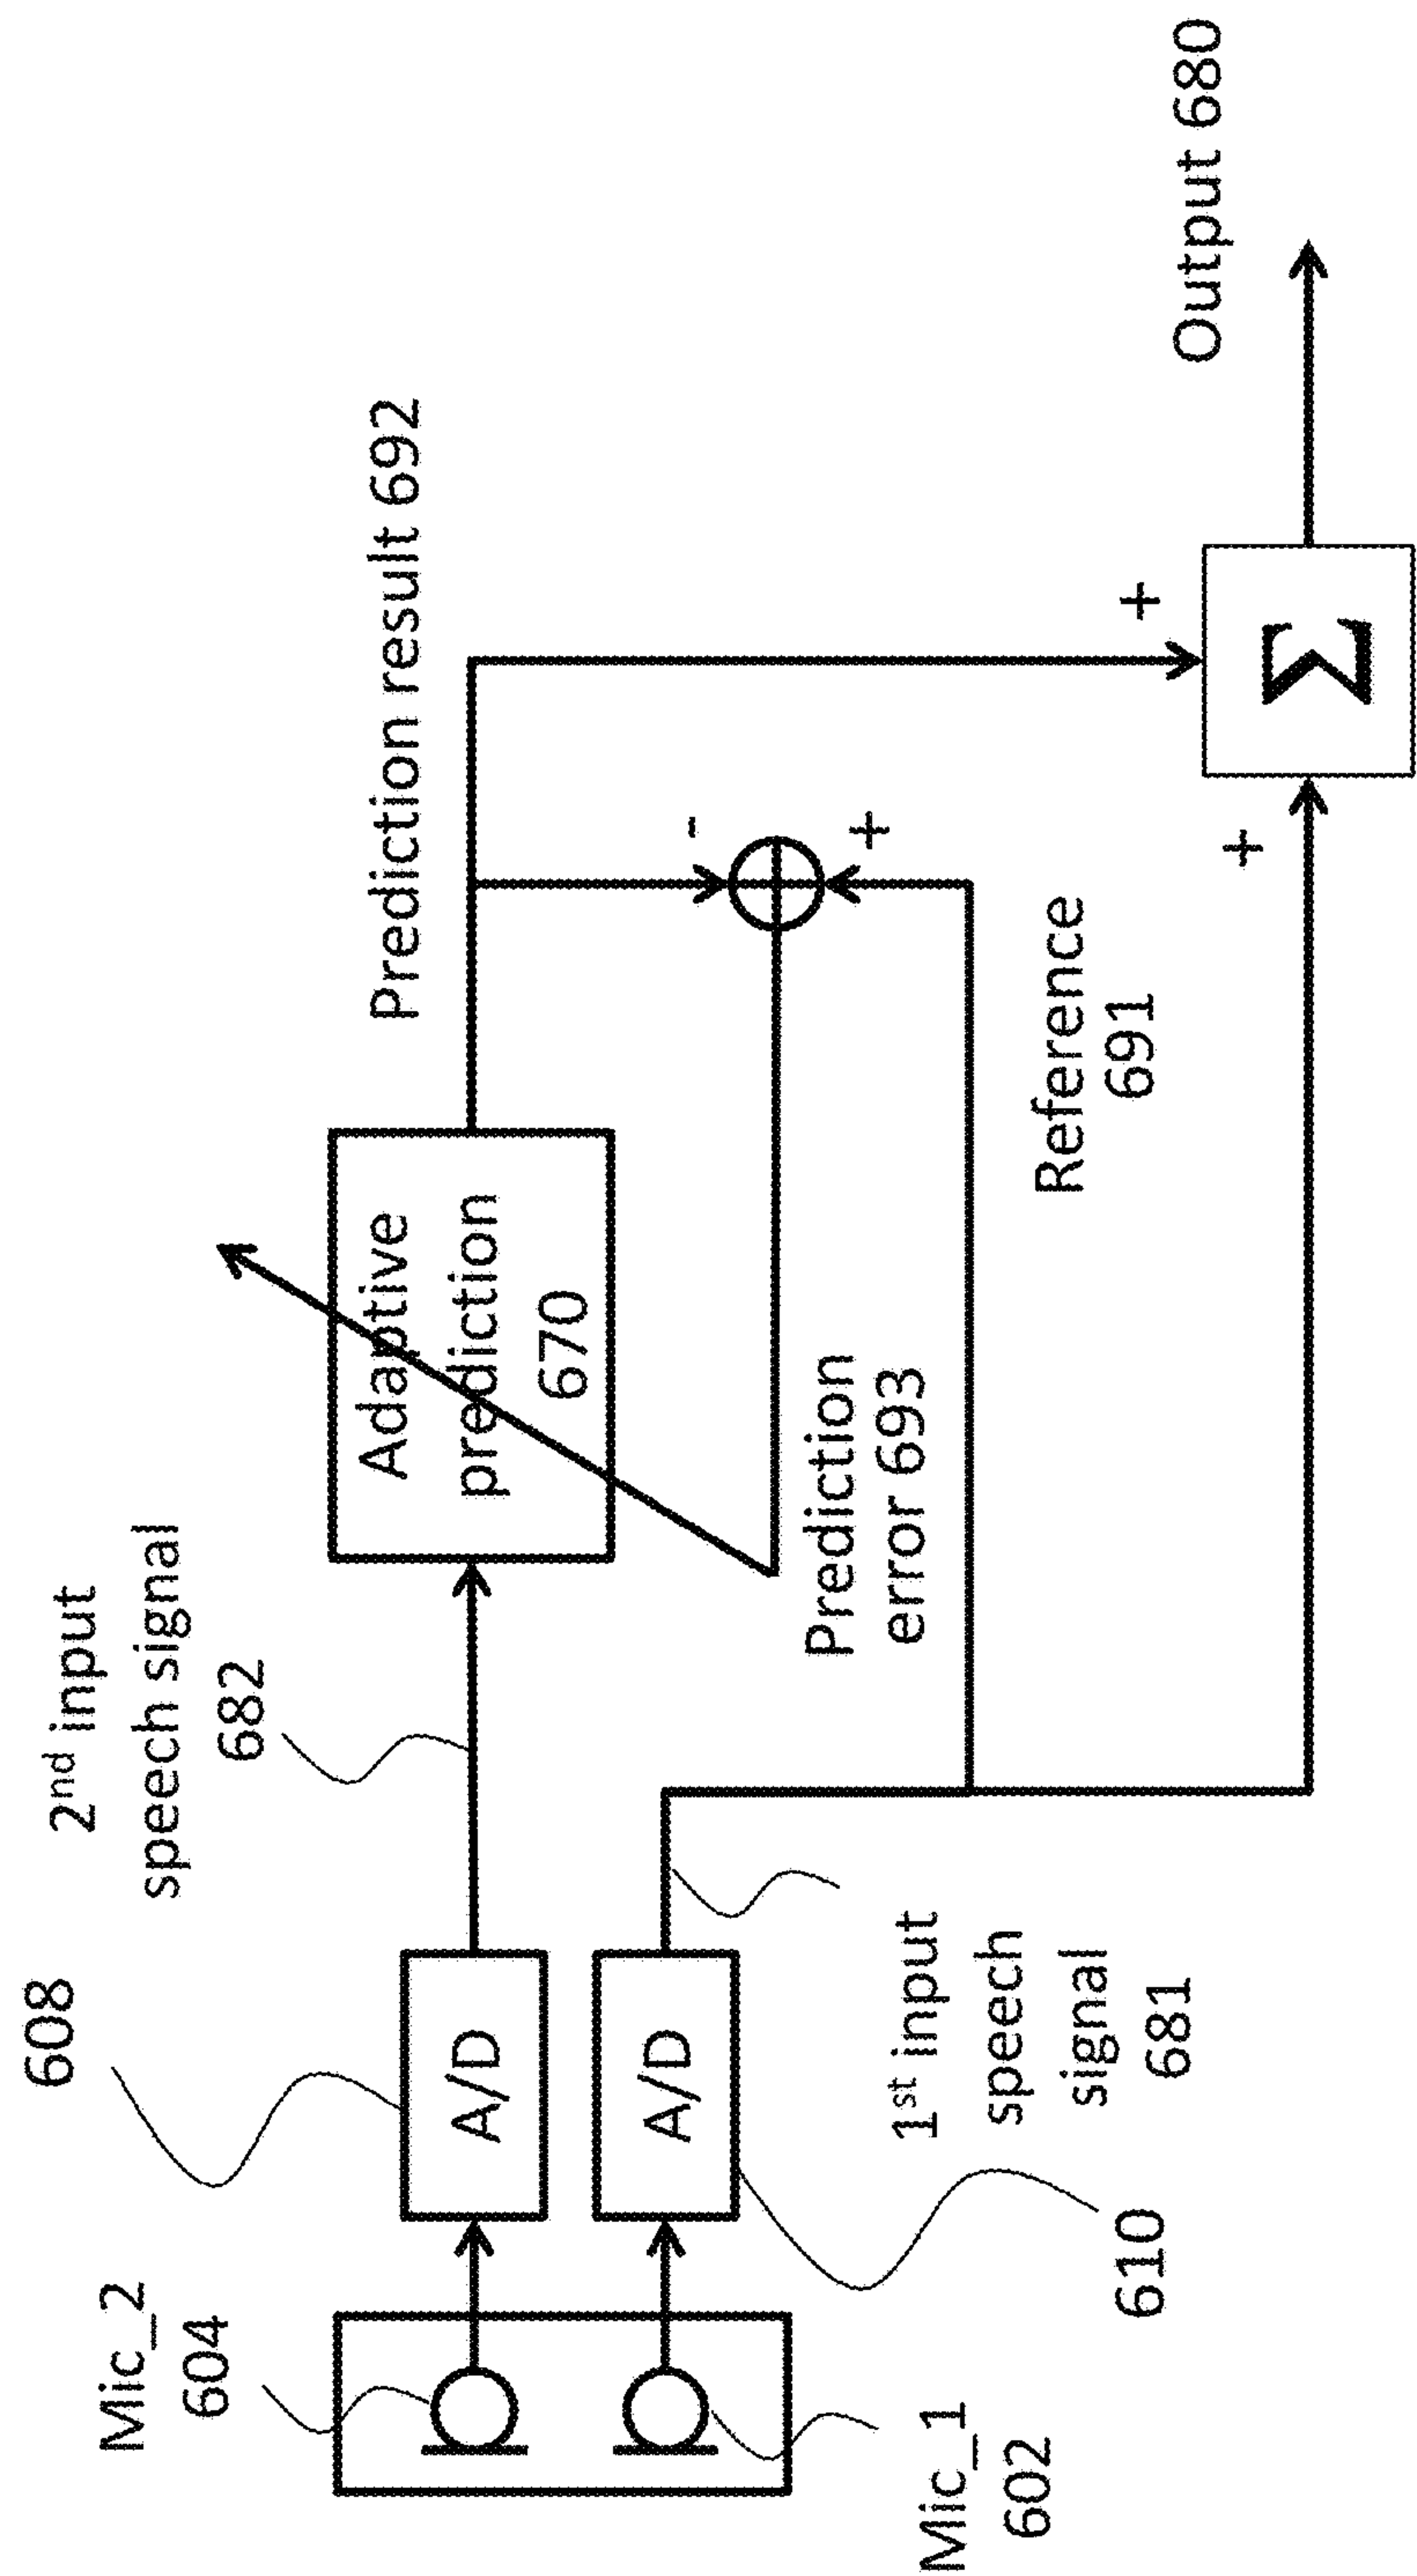 Mic_2
604
608
2nd input
speech signal
682
A/D
A/D
Mic_1
602
610
1st input
speech
signal
681
Adaptive
prediction
670
Prediction
error 693
Prediction result 692
-
+
Reference
691
+
+
Σ
Output 680